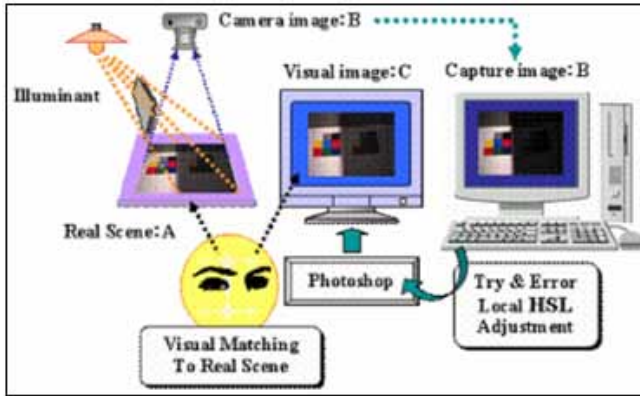 Camera image:B
Visual image:C
Capture image:B
Illuminant
Real Scene:A
Photoshop
Try & Error
Local HSL
Adjustment
Visual Matching
To Real Scene